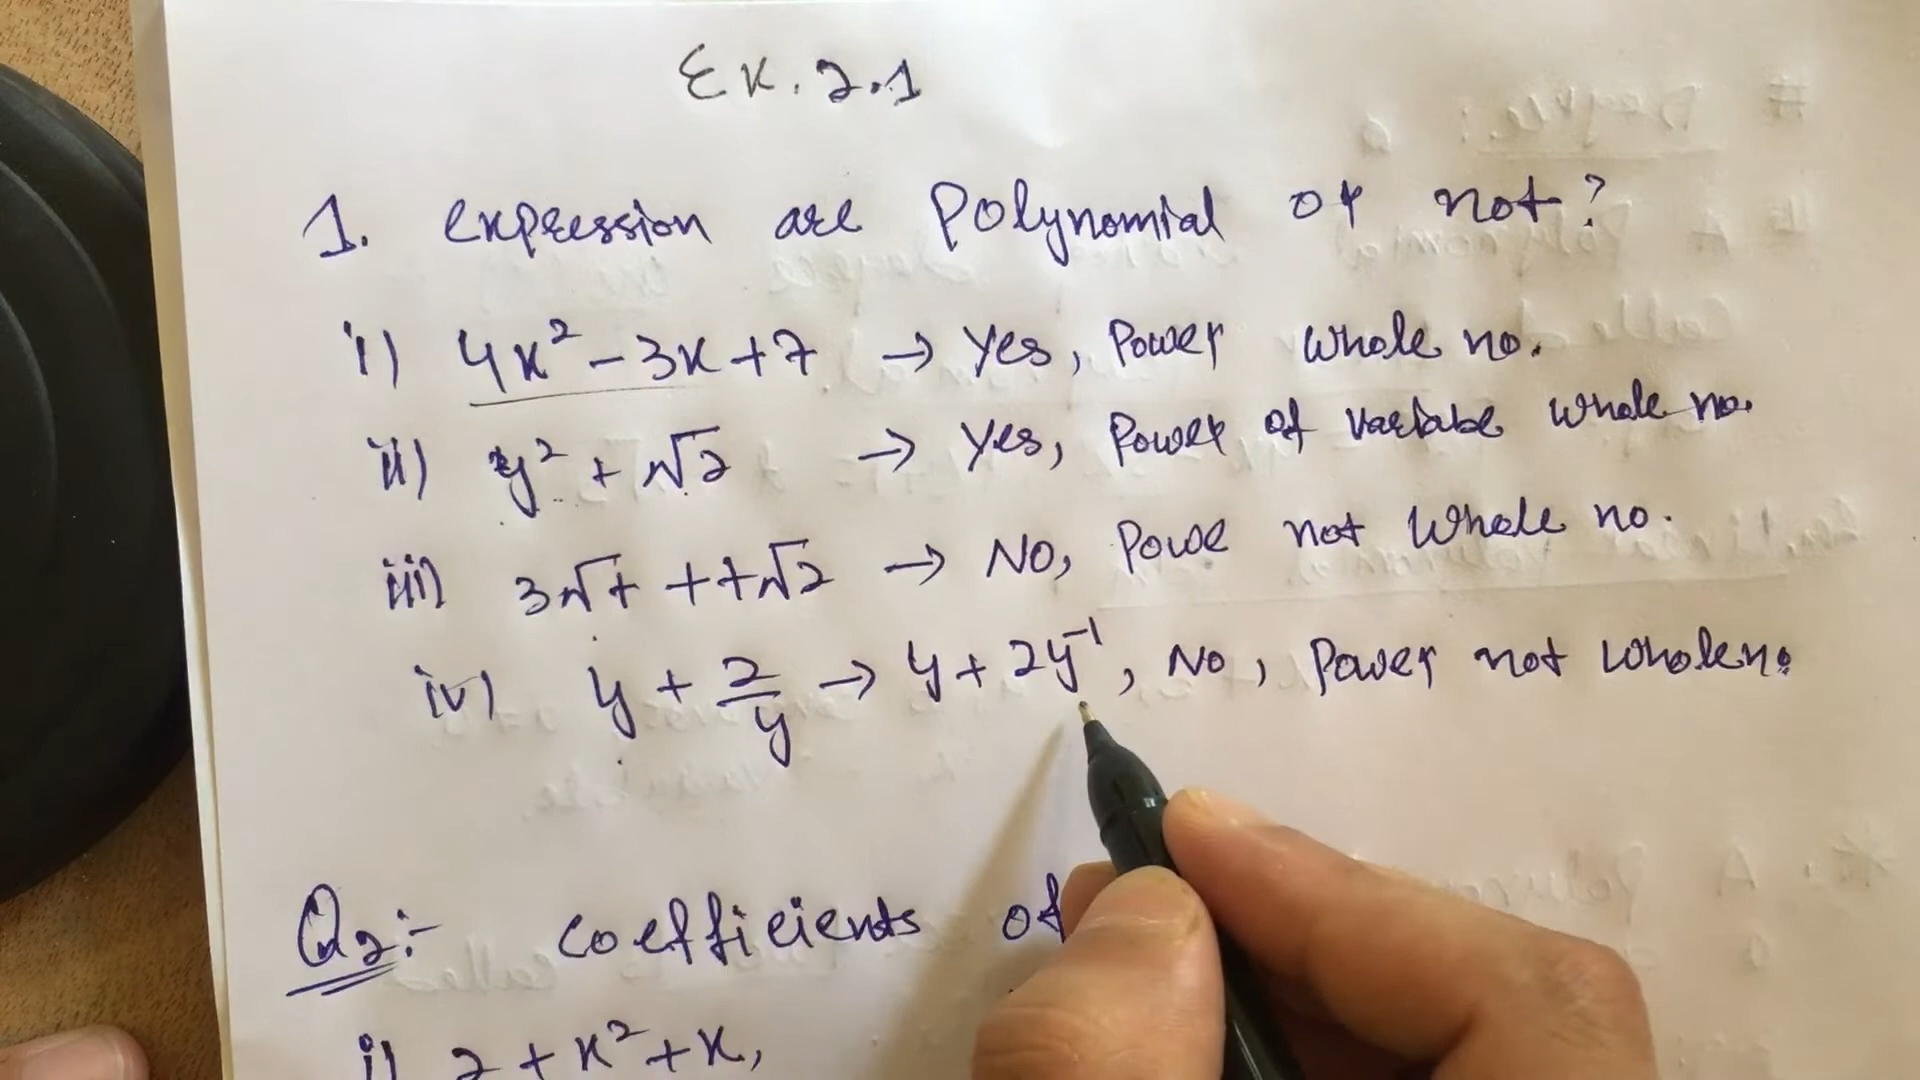 Ex. 2.1
1. expression are Polynomial or not?
i) 4x² - 3x + 7 → Yes, Power whole no.
ii) y² + √2 → Yes, Power of variable whole no.
iii) 3√t + t√2 → No, Powe not whole no.
iv) y + 2/y → y + 2y⁻¹, No, Power not whole no.
Q2:- coefficients of
i) 2 + x² + x,